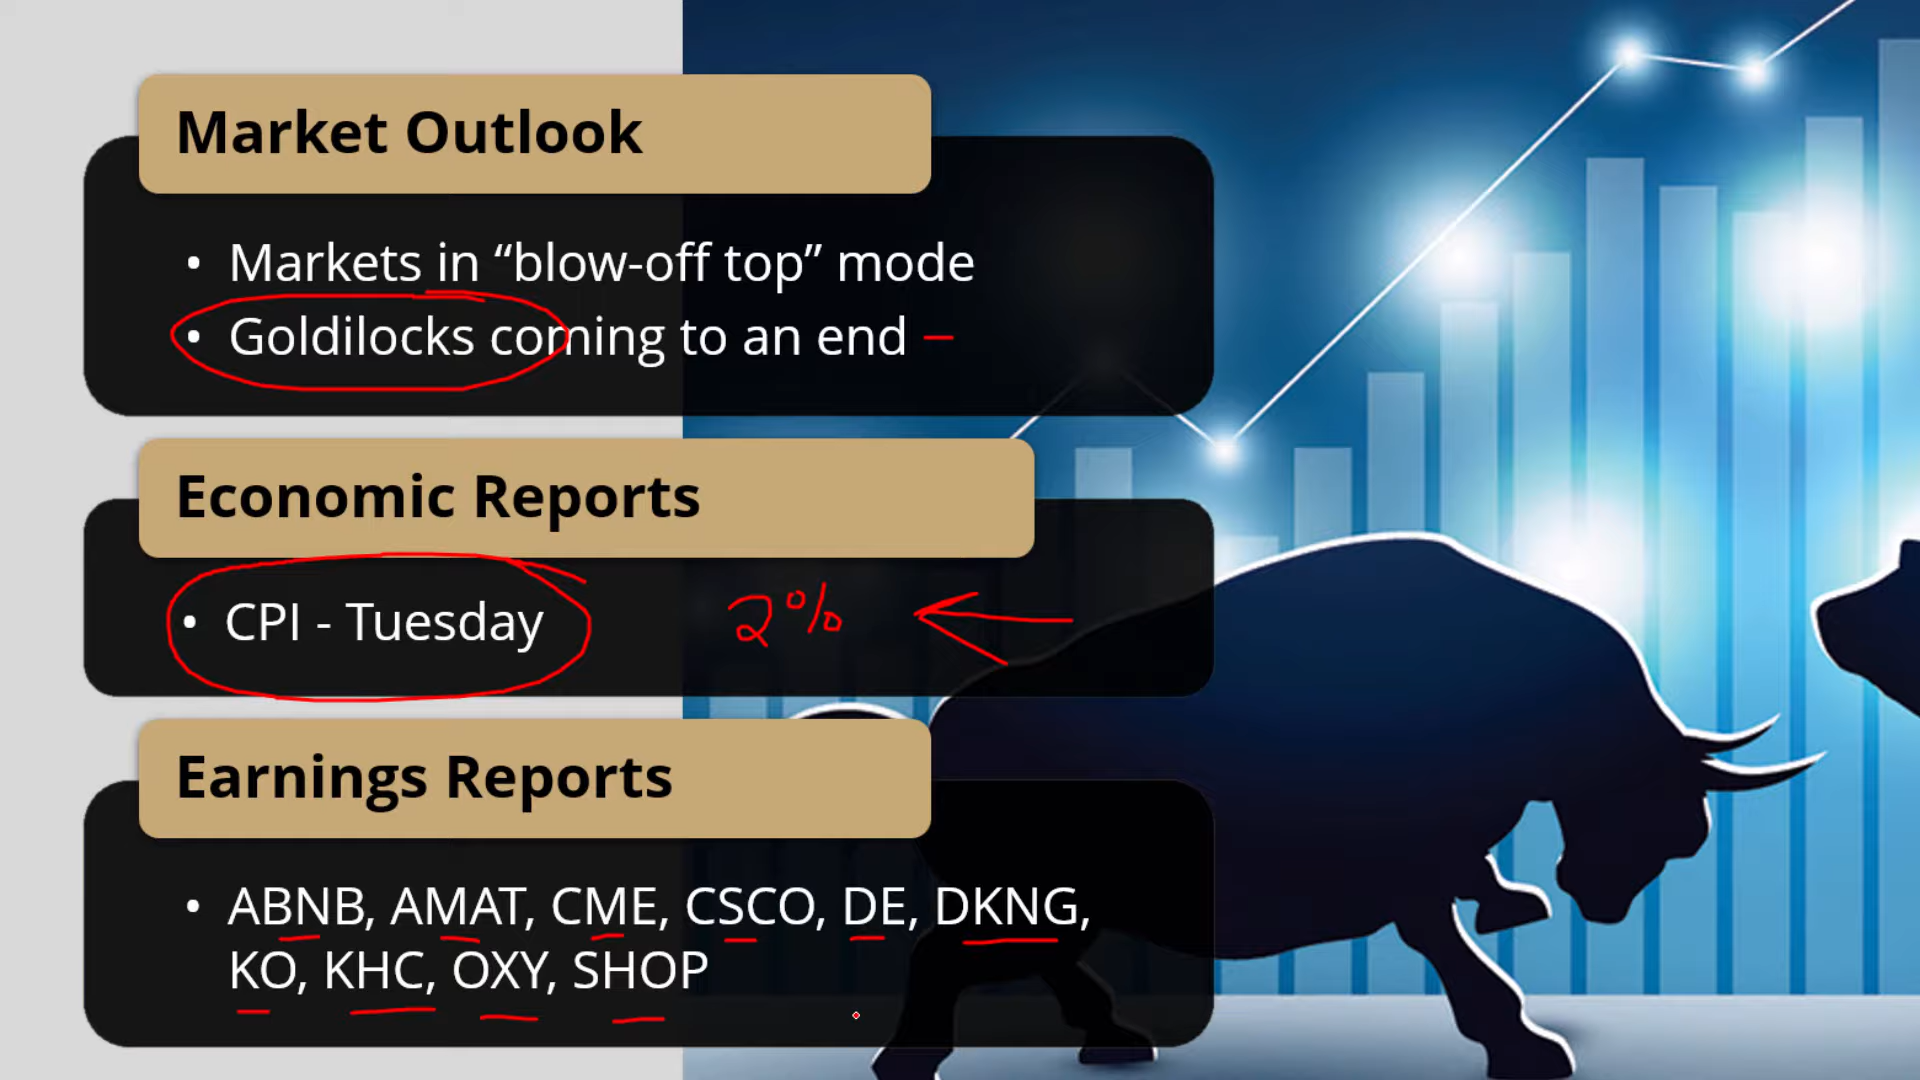 Market Outlook
• Markets in “blow-off top” mode
• Goldilocks coming to an end –
Economic Reports
• CPI - Tuesday 2% ←
Earnings Reports
• ABNB, AMAT, CME, CSCO, DE, DKNG,
KO, KHC, OXY, SHOP